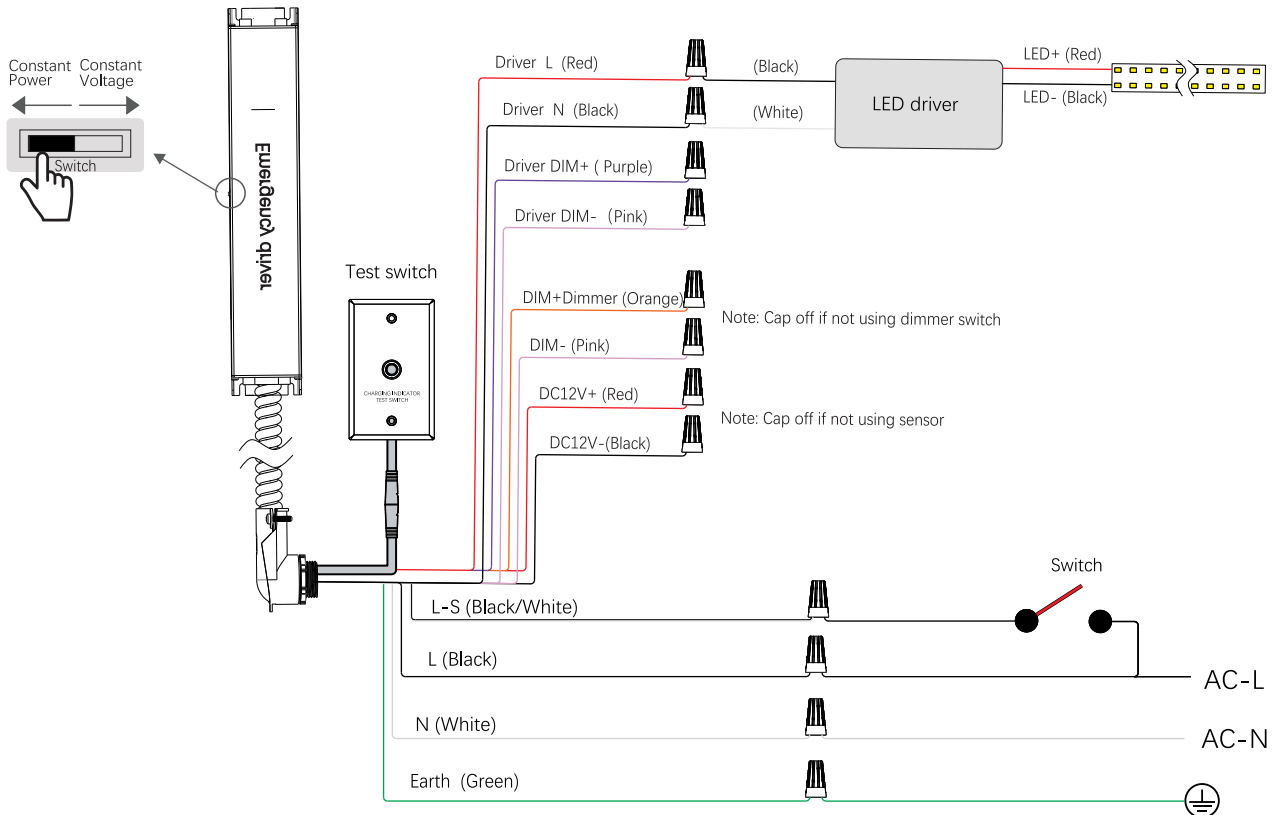 Constant Constant
Power Voltage
Switch
Emergency driver
Test switch
CHARGING INDICATOR
TEST SWITCH
Driver L (Red)
(Black)
Driver N (Black)
(White)
LED driver
LED+ (Red)
LED- (Black)
Driver DIM+ ( Purple)
Driver DIM- (Pink)
DIM+Dimmer (Orange)
Note: Cap off if not using dimmer switch
DIM- (Pink)
DC12V+ (Red)
Note: Cap off if not using sensor
DC12V-(Black)
Switch
L-S (Black/White)
L (Black)
AC-L
N (White)
AC-N
Earth (Green)